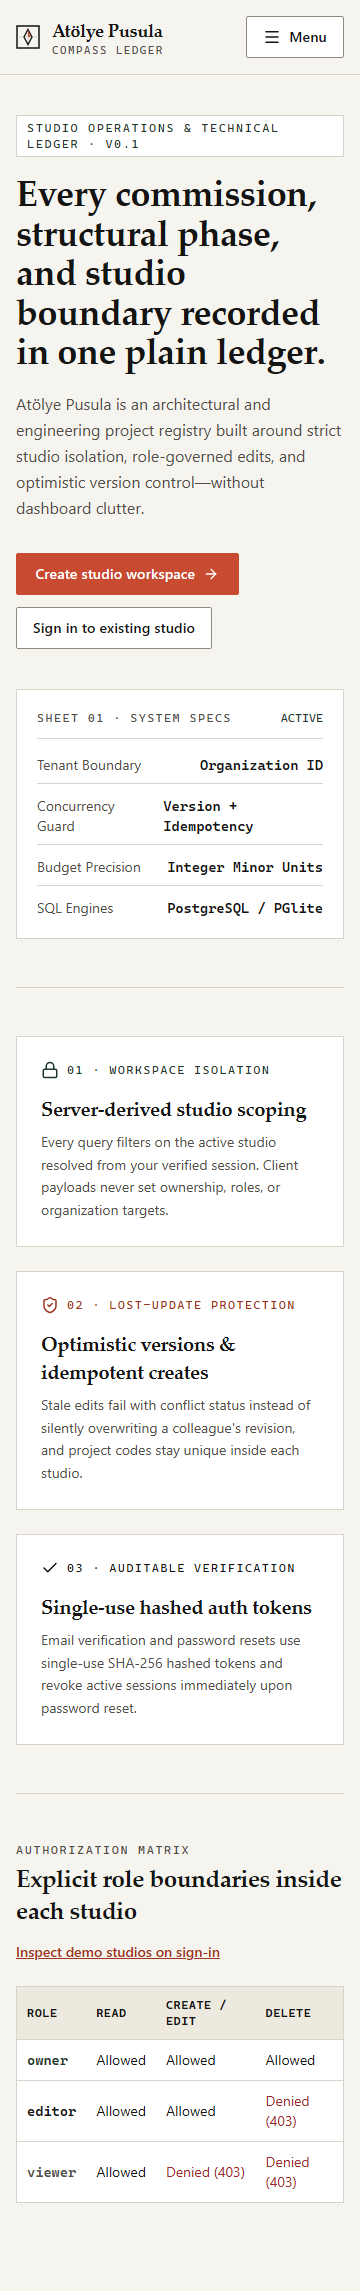 Atölye Pusula
COMPASS LEDGER
Menu
STUDIO OPERATIONS & TECHNICAL
LEDGER · V0.1
Every commission,
structural phase,
and studio
boundary recorded
in one plain ledger.
Atölye Pusula is an architectural and
engineering project registry built around strict
studio isolation, role-governed edits, and
optimistic version control—without
dashboard clutter.
Create studio workspace →
Sign in to existing studio
SHEET 01 · SYSTEM SPECS ACTIVE
Tenant Boundary Organization ID
Concurrency Guard Version + Idempotency
Budget Precision Integer Minor Units
SQL Engines PostgreSQL / PGlite
01 · WORKSPACE ISOLATION
Server-derived studio scoping
Every query filters on the active studio
resolved from your verified session. Client
payloads never set ownership, roles, or
organization targets.
02 · LOST-UPDATE PROTECTION
Optimistic versions &
idempotent creates
Stale edits fail with conflict status instead of
silently overwriting a colleague's revision,
and project codes stay unique inside each
studio.
03 · AUDITABLE VERIFICATION
Single-use hashed auth tokens
Email verification and password resets use
single-use SHA-256 hashed tokens and
revoke active sessions immediately upon
password reset.
AUTHORIZATION MATRIX
Explicit role boundaries inside
each studio
Inspect demo studios on sign-in
ROLE READ CREATE / EDIT DELETE
owner Allowed Allowed Allowed
editor Allowed Allowed Denied (403)
viewer Allowed Denied (403) Denied (403)